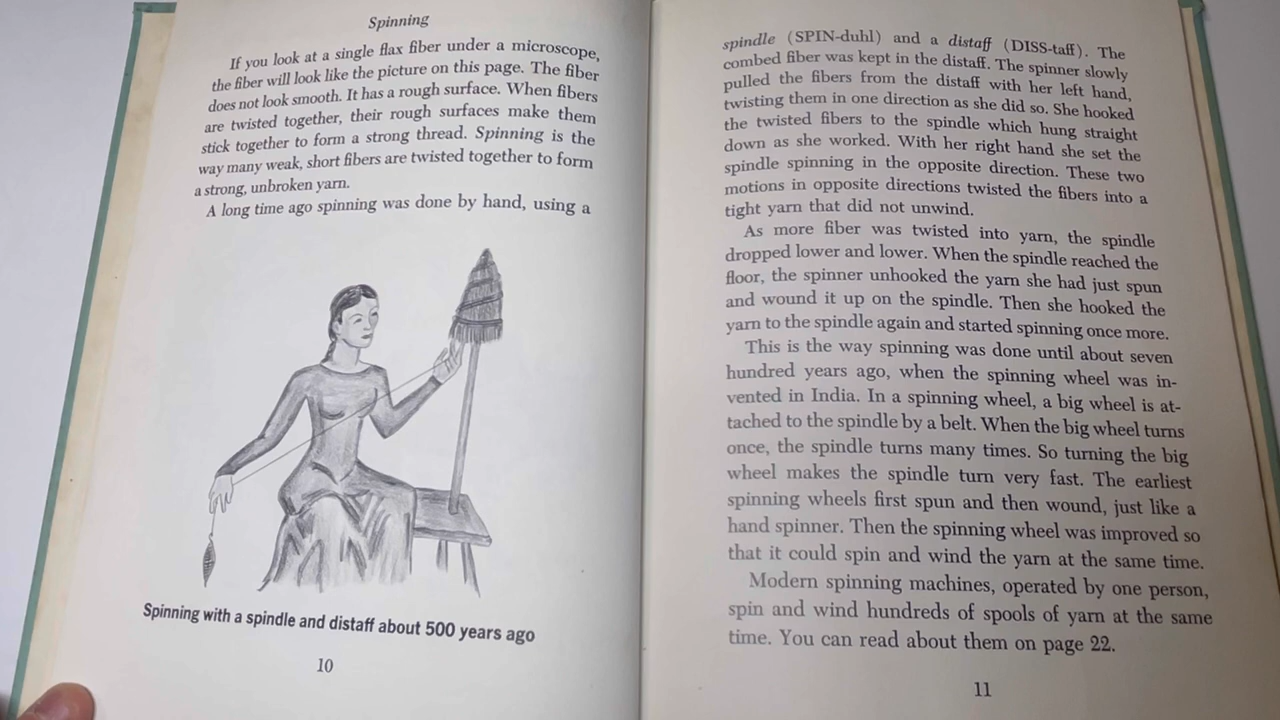 Spinning
If you look at a single flax fiber under a microscope,
the fiber will look like the picture on this page. The fiber
does not look smooth. It has a rough surface. When fibers
are twisted together, their rough surfaces make them
stick together to form a strong thread. Spinning is the
way many weak, short fibers are twisted together to form
a strong, unbroken yarn.
A long time ago spinning was done by hand, using a
Spinning with a spindle and distaff about 500 years ago
10
spindle (SPIN-duhl) and a distaff (DISS-taff). The
combed fiber was kept in the distaff. The spinner slowly
pulled the fibers from the distaff with her left hand,
twisting them in one direction as she did so. She hooked
the twisted fibers to the spindle which hung straight
down as she worked. With her right hand she set the
spindle spinning in the opposite direction. These two
motions in opposite directions twisted the fibers into a
tight yarn that did not unwind.
As more fiber was twisted into yarn, the spindle
dropped lower and lower. When the spindle reached the
floor, the spinner unhooked the yarn she had just spun
and wound it up on the spindle. Then she hooked the
yarn to the spindle again and started spinning once more.
This is the way spinning was done until about seven
hundred years ago, when the spinning wheel was in-
vented in India. In a spinning wheel, a big wheel is at-
tached to the spindle by a belt. When the big wheel turns
once, the spindle turns many times. So turning the big
wheel makes the spindle turn very fast. The earliest
spinning wheels first spun and then wound, just like a
hand spinner. Then the spinning wheel was improved so
that it could spin and wind the yarn at the same time.
Modern spinning machines, operated by one person,
spin and wind hundreds of spools of yarn at the same
time. You can read about them on page 22.
11